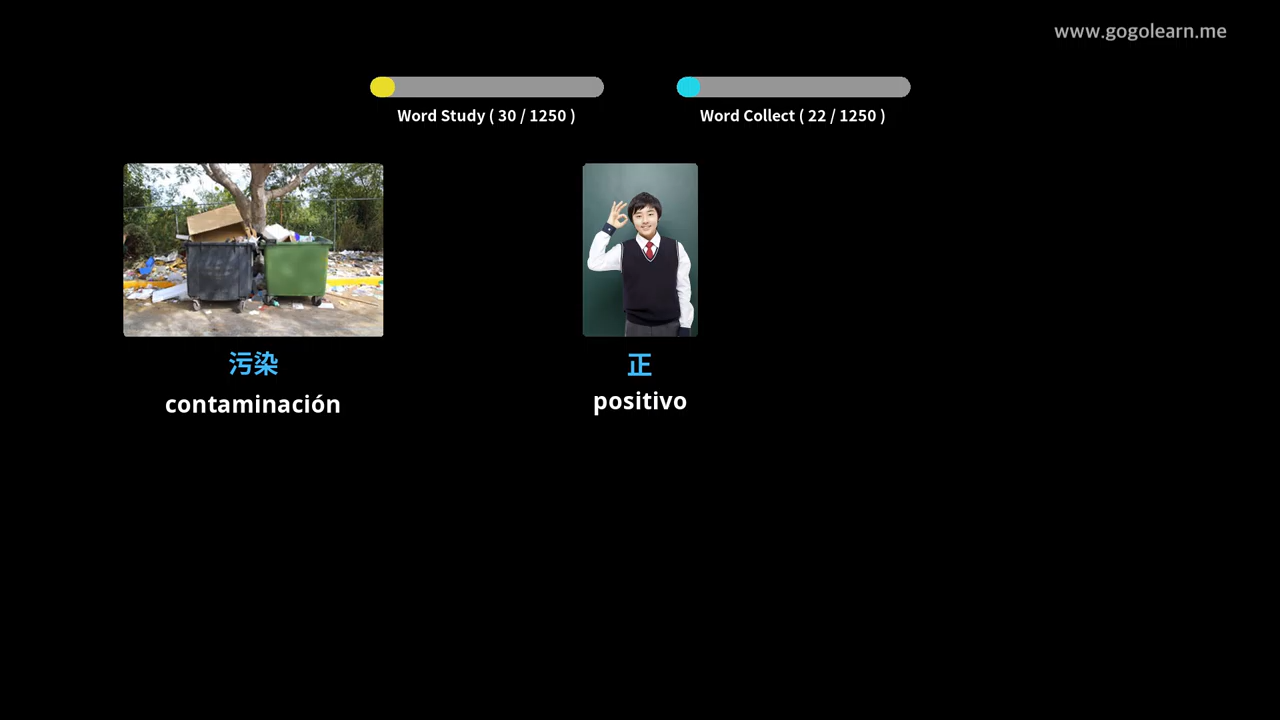 www.gogolearn.me
Word Study ( 30 / 1250 )
Word Collect ( 22 / 1250 )
污染
contaminación
正
positivo